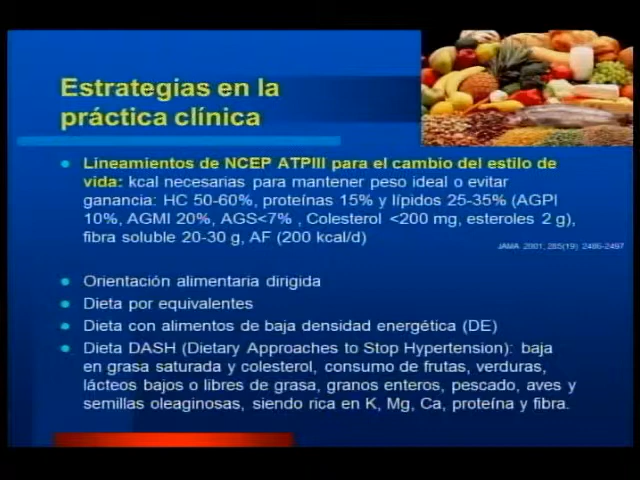 Estrategias en la
práctica clínica
Lineamientos de NCEP ATPIII para el cambio del estilo de
vida: kcal necesarias para mantener peso ideal o evitar
ganancia: HC 50-60%, proteínas 15% y lípidos 25-35% (AGPI
10%, AGMI 20%, AGS<7% , Colesterol <200 mg, esteroles 2 g),
fibra soluble 20-30 g, AF (200 kcal/d)
JAMA 2001; 285(19) 2486-2497
Orientación alimentaria dirigida
Dieta por equivalentes
Dieta con alimentos de baja densidad energética (DE)
Dieta DASH (Dietary Approaches to Stop Hypertension): baja
en grasa saturada y colesterol, consumo de frutas, verduras,
lácteos bajos o libres de grasa, granos enteros, pescado, aves y
semillas oleaginosas, siendo rica en K, Mg, Ca, proteína y fibra.